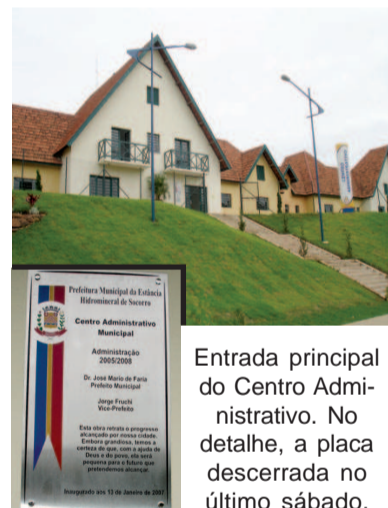 Prefeitura Municipal da Estância
Hidromineral de Socorro
Centro Administrativo
Municipal
Administração
2005/2008
Dr. José Mario de Faria
Prefeito Municipal
Jorge Fruchi
Vice-Prefeito
Esta obra retrata o progresso
alcançado por nossa cidade.
Embora grandiosa, temos a
certeza de que, com a ajuda de
Deus e do povo, ela será
pequena para o futuro que
pretendemos alcançar.
Inaugurado aos 13 de Janeiro de 2007
Entrada principal
do Centro Admi-
nistrativo. No
detalhe, a placa
descerrada no
último sábado.